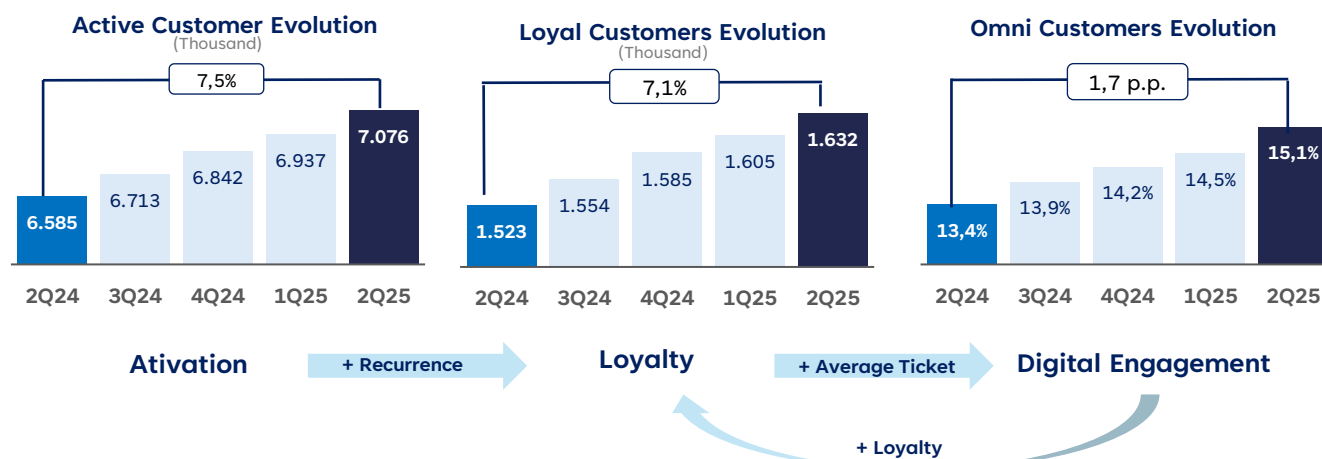 Active Customer Evolution
(Thousand)
7,5%
6.585
6.713
6.842
6.937
7.076
2Q24 3Q24 4Q24 1Q25 2Q25
Loyal Customers Evolution
(Thousand)
7,1%
1.523
1.554
1.585
1.605
1.632
2Q24 3Q24 4Q24 1Q25 2Q25
Omni Customers Evolution
1,7 p.p.
13,4%
13,9%
14,2%
14,5%
15,1%
2Q24 3Q24 4Q24 1Q25 2Q25
Ativation
+ Recurrence
Loyalty
+ Average Ticket
Digital Engagement
+ Loyalty